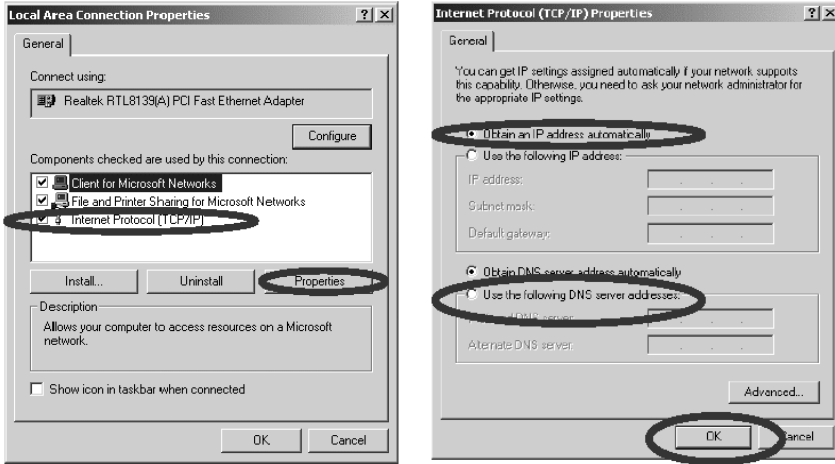 Local Area Connection Properties
General
Connect using:
Realtek RTL8139(A) PCI Fast Ethernet Adapter
Configure
Components checked are used by this connection:
Client for Microsoft Networks
File and Printer Sharing for Microsoft Networks
Internet Protocol (TCP/IP)
Install...
Uninstall
Properties
Description
Allows your computer to access resources on a Microsoft
network.
Show icon in taskbar when connected
OK
Cancel
Internet Protocol (TCP/IP) Properties
General
You can get IP settings assigned automatically if your network supports
this capability. Otherwise, you need to ask your network administrator for
the appropriate IP settings.
Obtain an IP address automatically
Use the following IP address:
IP address:
Subnet mask:
Default gateway:
Obtain DNS server address automatically
Use the following DNS server addresses:
DNS server:
Alternate DNS server:
Advanced...
OK
Cancel